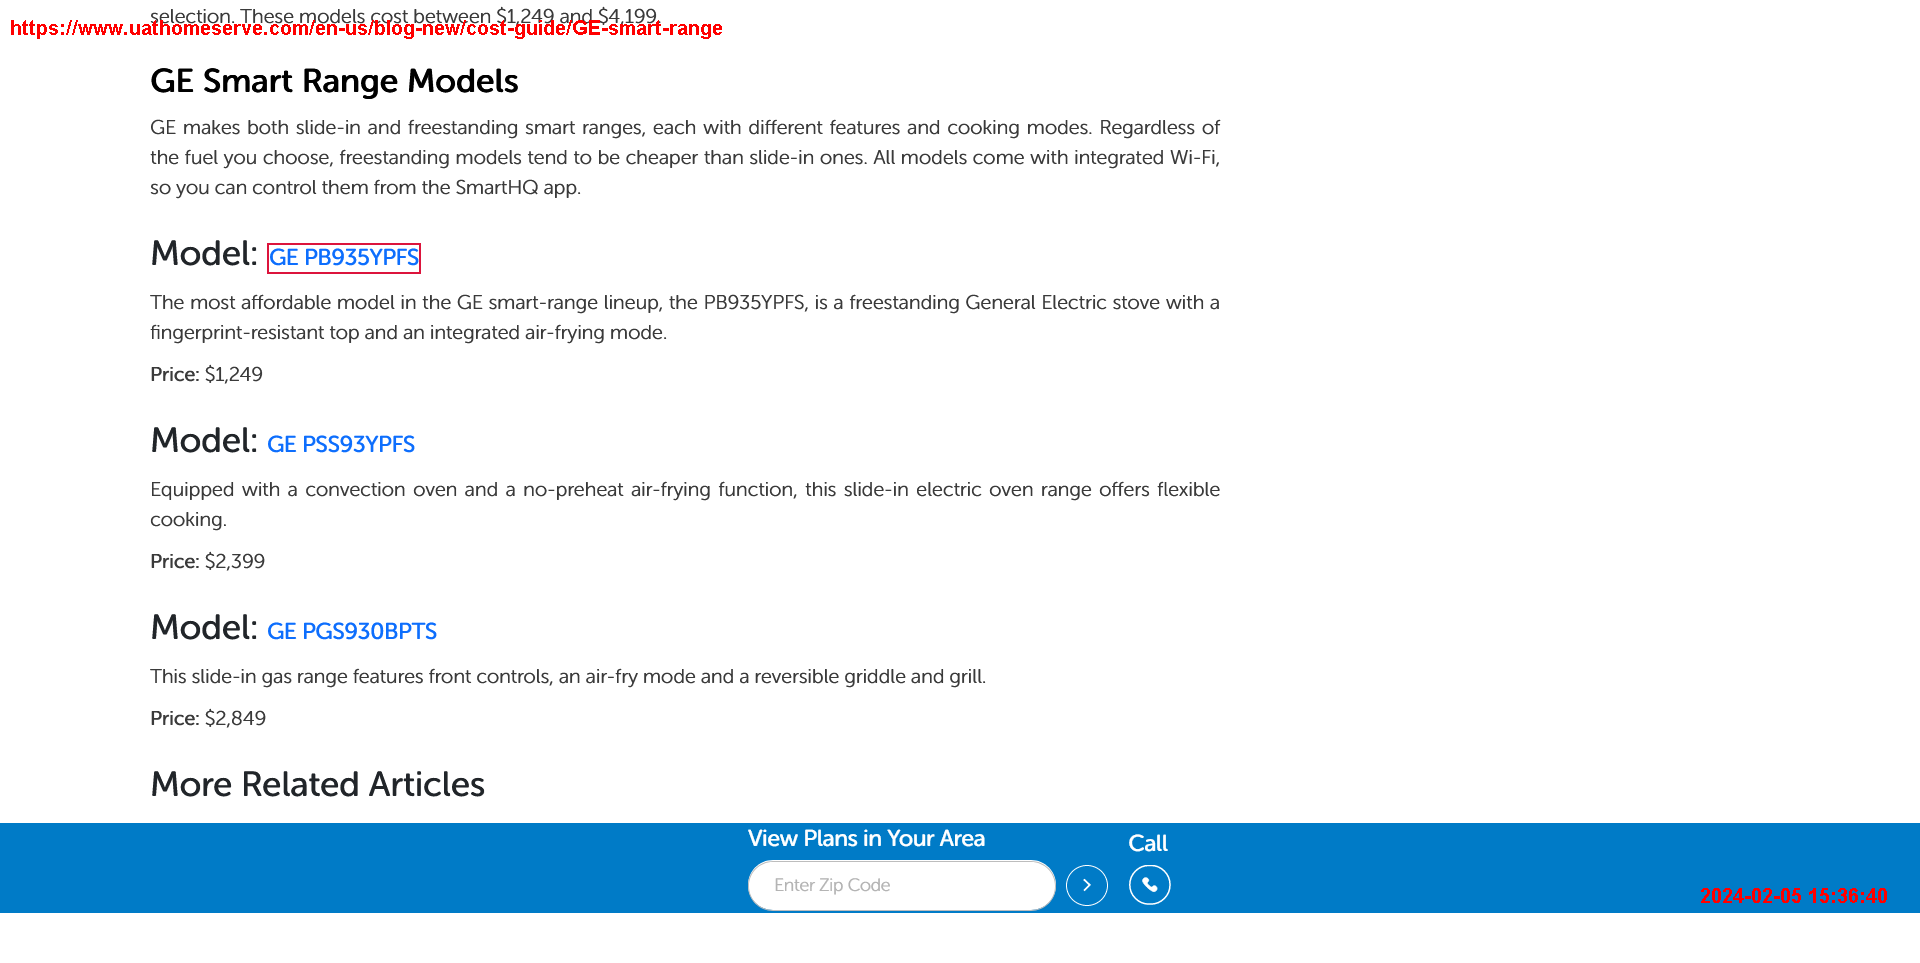 selection. These models cost between $1,249 and $4,199.
https://www.uathomeserve.com/en-us/blog-new/cost-guide/GE-smart-range
GE Smart Range Models
GE makes both slide-in and freestanding smart ranges, each with different features and cooking modes. Regardless of
the fuel you choose, freestanding models tend to be cheaper than slide-in ones. All models come with integrated Wi-Fi,
so you can control them from the SmartHQ app.
Model: GE PB935YPFS
The most affordable model in the GE smart-range lineup, the PB935YPFS, is a freestanding General Electric stove with a
fingerprint-resistant top and an integrated air-frying mode.
Price: $1,249
Model: GE PSS93YPFS
Equipped with a convection oven and a no-preheat air-frying function, this slide-in electric oven range offers flexible
cooking.
Price: $2,399
Model: GE PGS930BPTS
This slide-in gas range features front controls, an air-fry mode and a reversible griddle and grill.
Price: $2,849
More Related Articles
View Plans in Your Area
Call
Enter Zip Code
2024-02-05 15:36:40